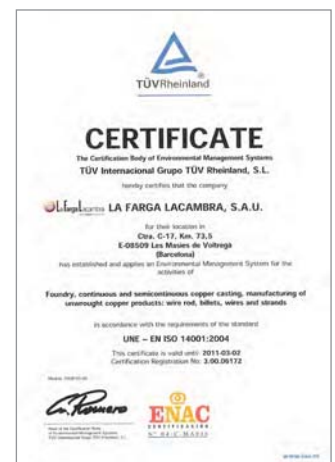 TÜVRheinland®
CERTIFICATE
The Certification Body of Environmental Management Systems
TÜV Internacional Grupo TÜV Rheinland, S.L.
hereby certifies that the company
LaFargaLacambra LA FARGA LACAMBRA, S.A.U.
for their location in
Ctra. C-17, Km. 73,5
E-08509 Les Masies de Voltregà
(Barcelona)
has established and applies an Environmental Management System for the
activities of
Foundry, continuous and semicontinuous copper casting, manufacturing of
unwrought copper products: wire rod, billets, wires and strands
in accordance with the requirements of the standard
UNE – EN ISO 14001:2004
This certificate is valid until 2011-03-02
Certification Registration No: 3.00.06172
ENAC
CERTIFICACIÓN